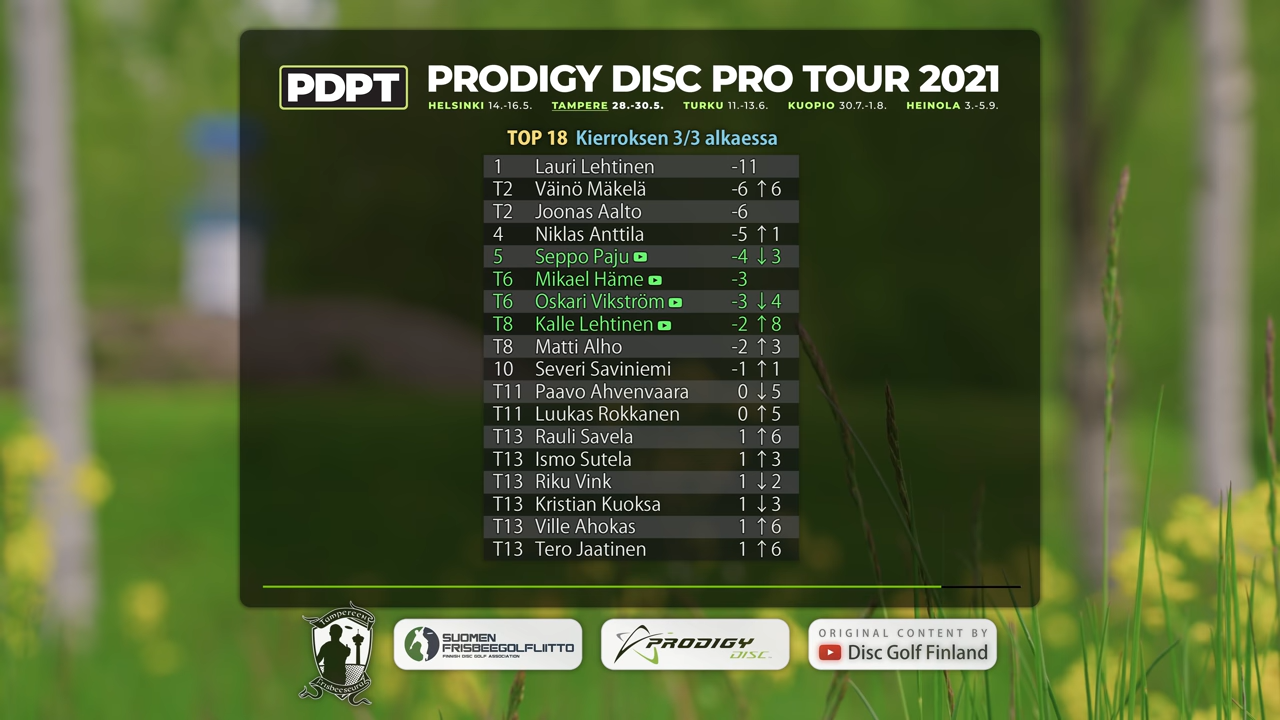 PDPT PRODIGY DISC PRO TOUR 2021
HELSINKI 14.-16.5. TAMPERE 28.-30.5. TURKU 11.-13.6. KUOPIO 30.7.-1.8. HEINOLA 3.-5.9.
TOP 18 Kierroksen 3/3 alkaessa
1 Lauri Lehtinen -11
T2 Väinö Mäkelä -6 ↑6
T2 Joonas Aalto -6
4 Niklas Anttila -5 ↑1
5 Seppo Paju -4 ↓3
T6 Mikael Häme -3
T6 Oskari Vikström -3 ↓4
T8 Kalle Lehtinen -2 ↑8
T8 Matti Alho -2 ↑3
10 Severi Saviniemi -1 ↑1
T11 Paavo Ahvenvaara 0 ↓5
T11 Luukas Rokkanen 0 ↑5
T13 Rauli Savela 1 ↑6
T13 Ismo Sutela 1 ↑3
T13 Riku Vink 1 ↓2
T13 Kristian Kuoksa 1 ↓3
T13 Ville Ahokas 1 ↑6
T13 Tero Jaatinen 1 ↑6
Tampereen
Frisbeeseura
SUOMEN
FRISBEEGOLFLIITTO
FINNISH DISC GOLF ASSOCIATION
PRODIGY
DISC
ORIGINAL CONTENT BY
Disc Golf Finland